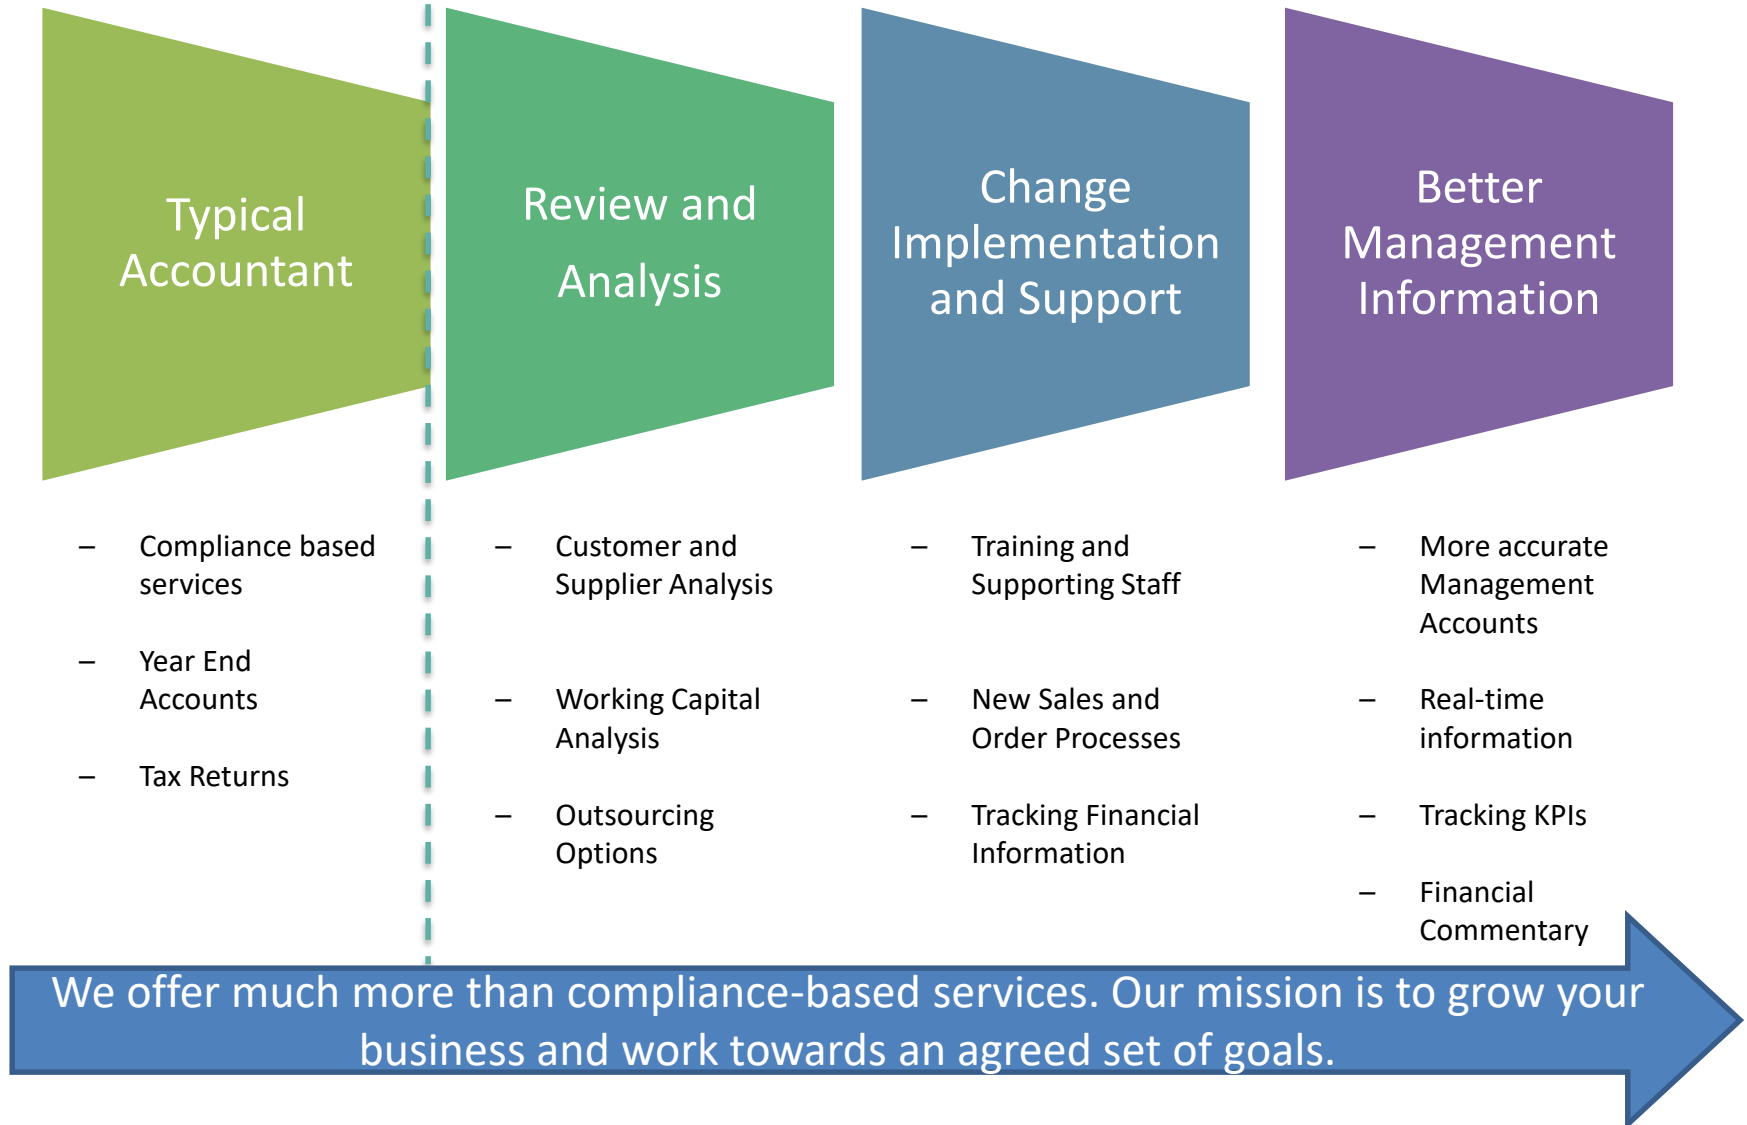 Typical
Accountant
Review and
Analysis
Change
Implementation
and Support
Better
Management
Information
– Compliance based
services
– Year End
Accounts
– Tax Returns
– Customer and
Supplier Analysis
– Working Capital
Analysis
– Outsourcing
Options
– Training and
Supporting Staff
– New Sales and
Order Processes
– Tracking Financial
Information
– More accurate
Management
Accounts
– Real-time
information
– Tracking KPIs
– Financial
Commentary
We offer much more than compliance-based services. Our mission is to grow your
business and work towards an agreed set of goals.